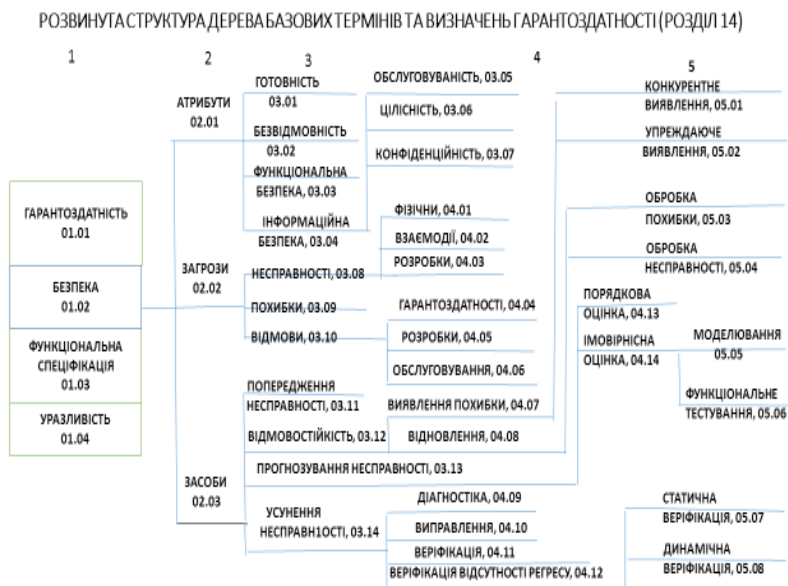 РОЗВИНУТА СТРУКТУРА ДЕРЕВА БАЗОВИХ ТЕРМІНІВ ТА ВИЗНАЧЕНЬ ГАРАНТОЗДАТНОСТІ (РОЗДІЛ 14)
1
2
3
4
5
ГАРАНТОЗДАТНІСТЬ
01.01
БЕЗПЕКА
01.02
ФУНКЦІОНАЛЬНА
СПЕЦІФІКАЦІЯ
01.03
УРАЗЛИВІСТЬ
01.04
АТРИБУТИ
02.01
ЗАГРОЗИ
02.02
ЗАСОБИ
02.03
ГОТОВНІСТЬ
03.01
БЕЗВІДМОВНІСТЬ
03.02
ФУНКЦІОНАЛЬНА
БЕЗПЕКА, 03.03
ІНФОРМАЦІЙНА
БЕЗПЕКА, 03.04
ОБСЛУГОВУВАНІСТЬ, 03.05
ЦІЛІСНІСТЬ, 03.06
КОНФІДЕНЦІЙНІСТЬ, 03.07
НЕСПРАВНОСТІ, 03.08
ПОХИБКИ, 03.09
ВІДМОВИ, 03.10
ФІЗІЧНИ, 04.01
ВЗАЄМОДІЇ, 04.02
РОЗРОБКИ, 04.03
ГАРАНТОЗДАТНОСТІ, 04.04
РОЗРОБКИ, 04.05
ОБСЛУГОВУВАННЯ, 04.06
ПОПЕРЕДЖЕННЯ
НЕСПРАВНОСТІ, 03.11
ВІДМОВОСТІЙКІСТЬ, 03.12
ПРОГНОЗУВАННЯ НЕСПРАВНОСТІ, 03.13
УСУНЕННЯ
НЕСПРАВН1ОСТІ, 03.14
ВИЯВЛЕННЯ ПОХИБКИ, 04.07
ВІДНОВЛЕННЯ, 04.08
ДІАГНОСТІКА, 04.09
ВИПРАВЛЕННЯ, 04.10
ВЕРІФІКАЦІЯ, 04.11
ВЕРІФІКАЦІЯ ВІДСУТНОСТІ РЕГРЕСУ, 04.12
ПОРЯДКОВА
ОЦІНКА, 04.13
ІМОВІРНІСНА
ОЦІНКА, 04.14
КОНКУРЕНТНЕ
ВИЯВЛЕННЯ, 05.01
УПРЕЖДАЮЧЕ
ВИЯВЛЕННЯ, 05.02
ОБРОБКА
ПОХИБКИ, 05.03
ОБРОБКА
НЕСПРАВНОСТІ, 05.04
МОДЕЛЮВАННЯ
05.05
ФУНКЦІОНАЛЬНЕ
ТЕСТУВАННЯ, 05.06
СТАТИЧНА
ВЕРІФІКАЦІЯ, 05.07
ДИНАМІЧНА
ВЕРІФІКАЦІЯ, 05.08